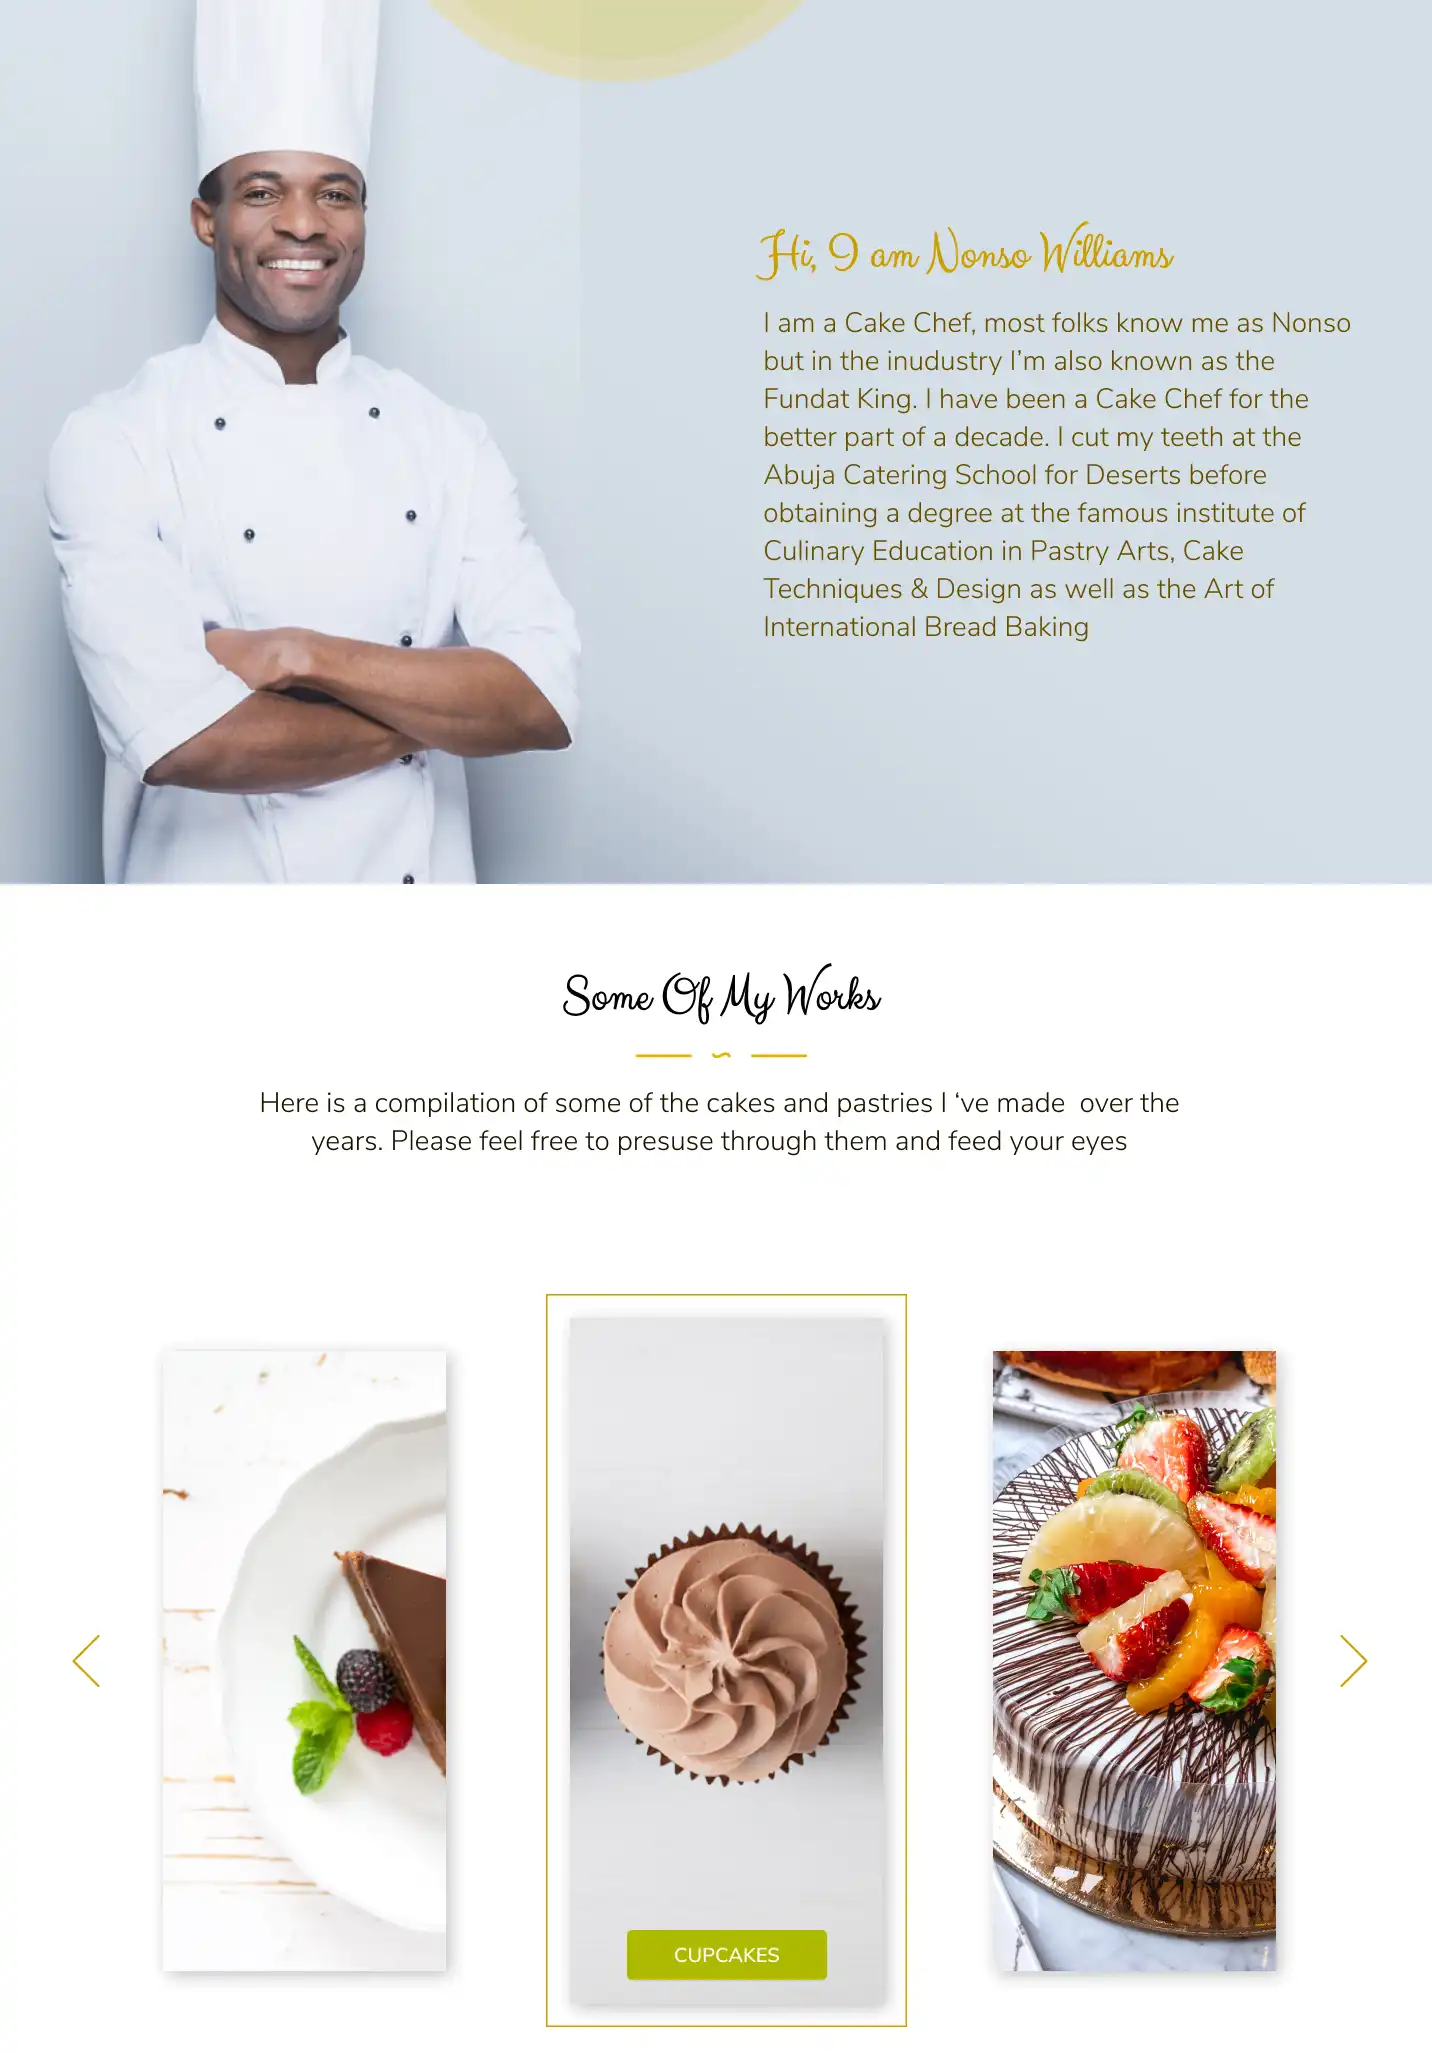 Hi, I am Nonso Williams
I am a Cake Chef, most folks know me as Nonso
but in the inudustry I’m also known as the
Fundat King. I have been a Cake Chef for the
better part of a decade. I cut my teeth at the
Abuja Catering School for Deserts before
obtaining a degree at the famous institute of
Culinary Education in Pastry Arts, Cake
Techniques & Design as well as the Art of
International Bread Baking
Some Of My Works
Here is a compilation of some of the cakes and pastries I ‘ve made  over the
years. Please feel free to presuse through them and feed your eyes
CUPCAKES